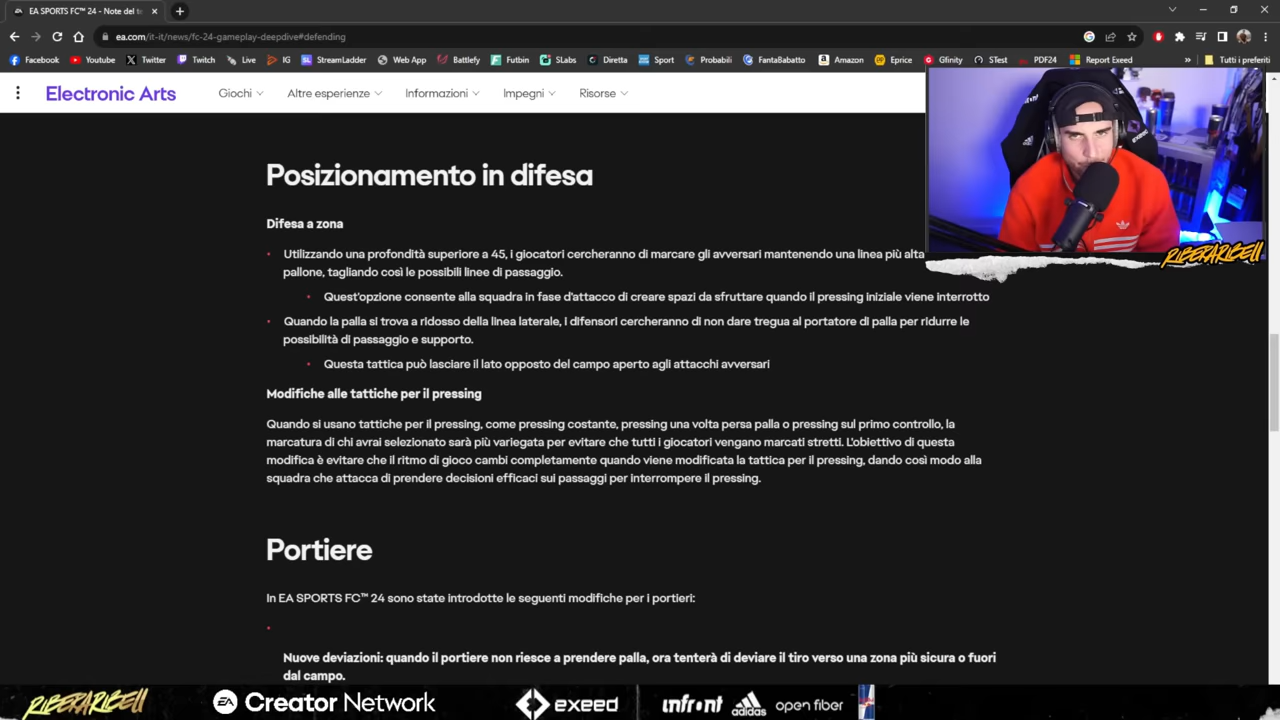 EA SPORTS FC™ 24 - Note del t
ea.com/it-it/news/fc-24-gameplay-deepdive#defending
Facebook Youbute Twitter Twitch Live IG StreamLadder Web App Battlefy Futbin SLabs Diretta Sport Probabili FantaBabatto Amazon Eprice Gfinity STest PDF24 Report Exeed » Tutti i preferiti
Electronic Arts Giochi Altre esperienze Informazioni Impegni Risorse
Posizionamento in difesa
Difesa a zona
Utilizzando una profondità superiore a 45, i giocatori cercheranno di marcare gli avversari mantenendo una linea più alta
pallone, tagliando così le possibili linee di passaggio.
Quest'opzione consente alla squadra in fase d'attacco di creare spazi da sfruttare quando il pressing iniziale viene interrotto
Quando la palla si trova a ridosso della linea laterale, i difensori cercheranno di non dare tregua al portatore di palla per ridurre le
possibilità di passaggio e supporto.
Questa tattica può lasciare il lato opposto del campo aperto agli attacchi avversari
Modifiche alle tattiche per il pressing
Quando si usano tattiche per il pressing, come pressing costante, pressing una volta persa palla o pressing sul primo controllo, la
marcatura di chi avrai selezionato sarà più variegata per evitare che tutti i giocatori vengano marcati stretti. L'obiettivo di questa
modifica è evitare che il ritmo di gioco cambi completamente quando viene modificata la tattica per il pressing, dando così modo alla
squadra che attacca di prendere decisioni efficaci sui passaggi per interrompere il pressing.
Portiere
In EA SPORTS FC™ 24 sono state introdotte le seguenti modifiche per i portieri:
Nuove deviazioni: quando il portiere non riesce a prendere palla, ora tenterà di deviare il tiro verso una zona più sicura o fuori
dal campo.
RIBERARIBELL
RIBERARIBELL EA Creator Network exeed infront adidas open fiber